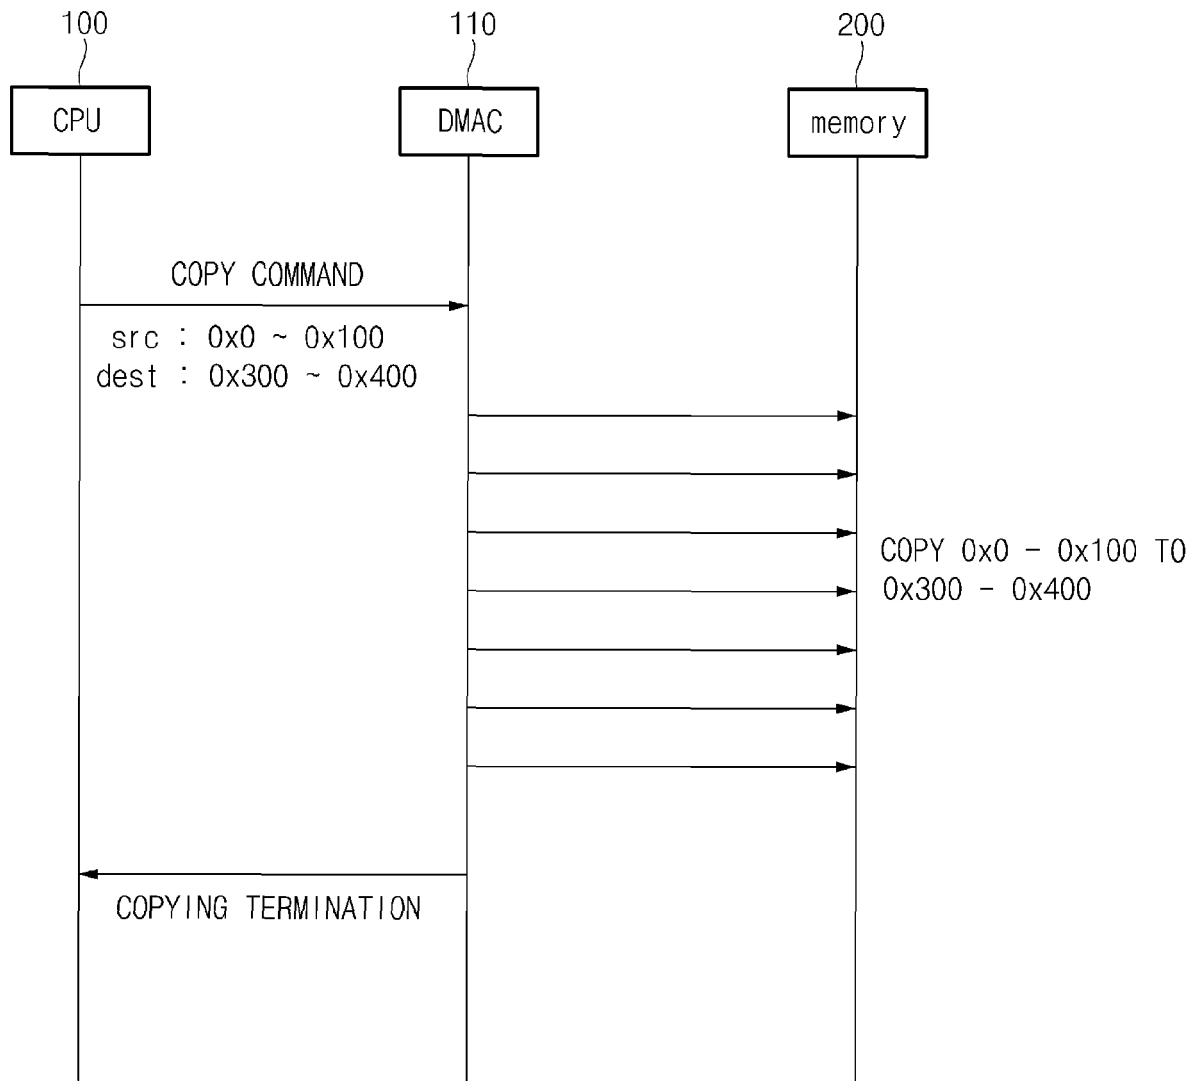 100
110
200
CPU
DMAC
memory
COPY COMMAND
src : 0x0 ~ 0x100
dest : 0x300 ~ 0x400
COPY 0x0 - 0x100 TO
0x300 - 0x400
COPYING TERMINATION